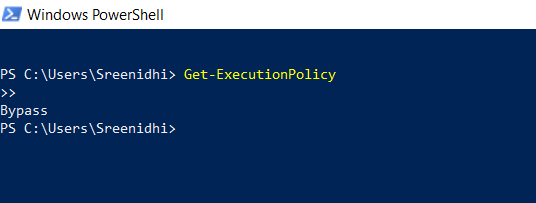 Windows PowerShell
PS C:\Users\Sreenidhi> Get-ExecutionPolicy
>>
Bypass
PS C:\Users\Sreenidhi>